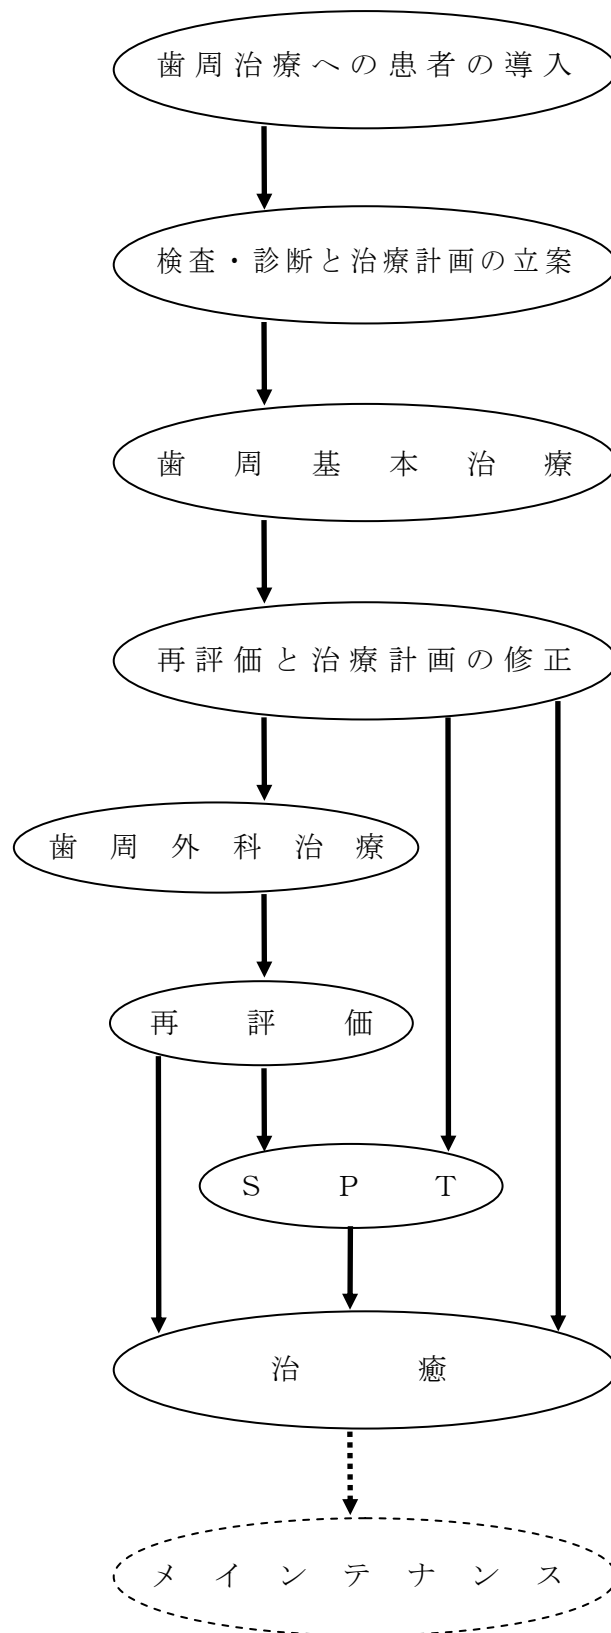 歯周治療への患者の導入
検査・診断と治療計画の立案
歯周基本治療
再評価と治療計画の修正
歯周外科治療
再評価
SPT
治癒
メインテナンス